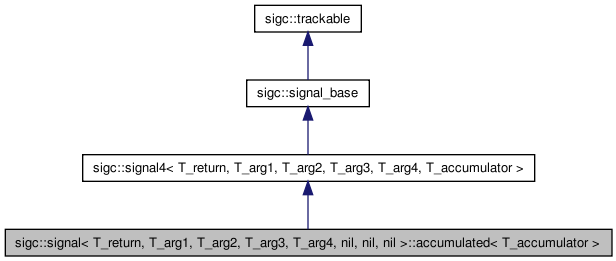 sigc::trackable
sigc::signal_base
sigc::signal4< T_return, T_arg1, T_arg2, T_arg3, T_arg4, T_accumulator >
sigc::signal< T_return, T_arg1, T_arg2, T_arg3, T_arg4, nil, nil, nil >::accumulated< T_accumulator >